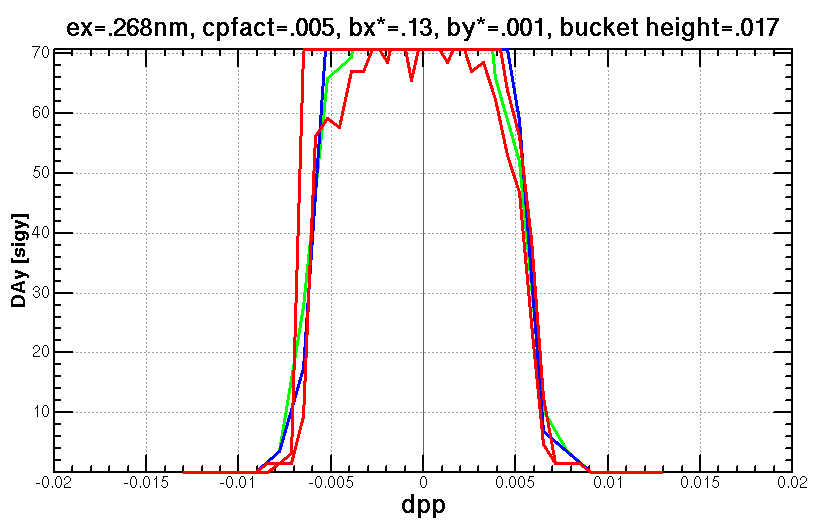 ex=.268nm, cpfact=.005, bx*=.13, by*=.001, bucket height=.017
70
60
50
40
30
20
10
DAy [sigy]
-0.02 -0.015 -0.01 -0.005 0 0.005 0.01 0.015 0.02
dpp